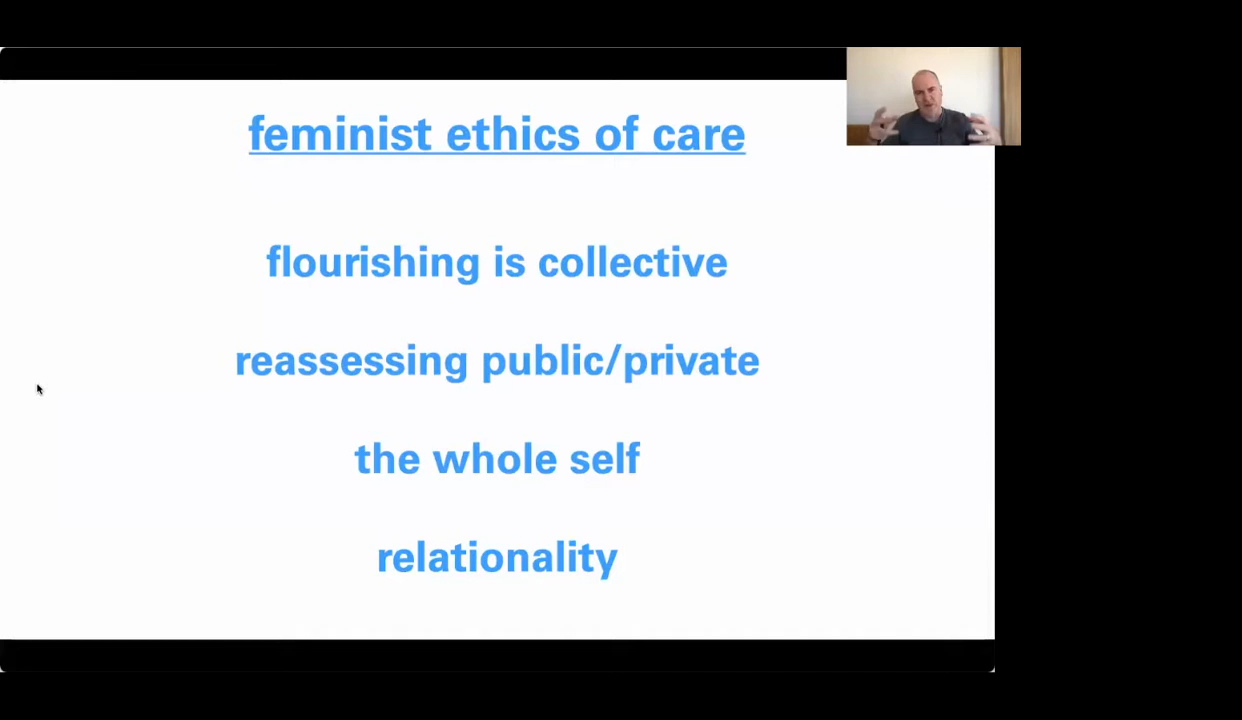 feminist ethics of care
flourishing is collective
reassessing public/private
the whole self
relationality